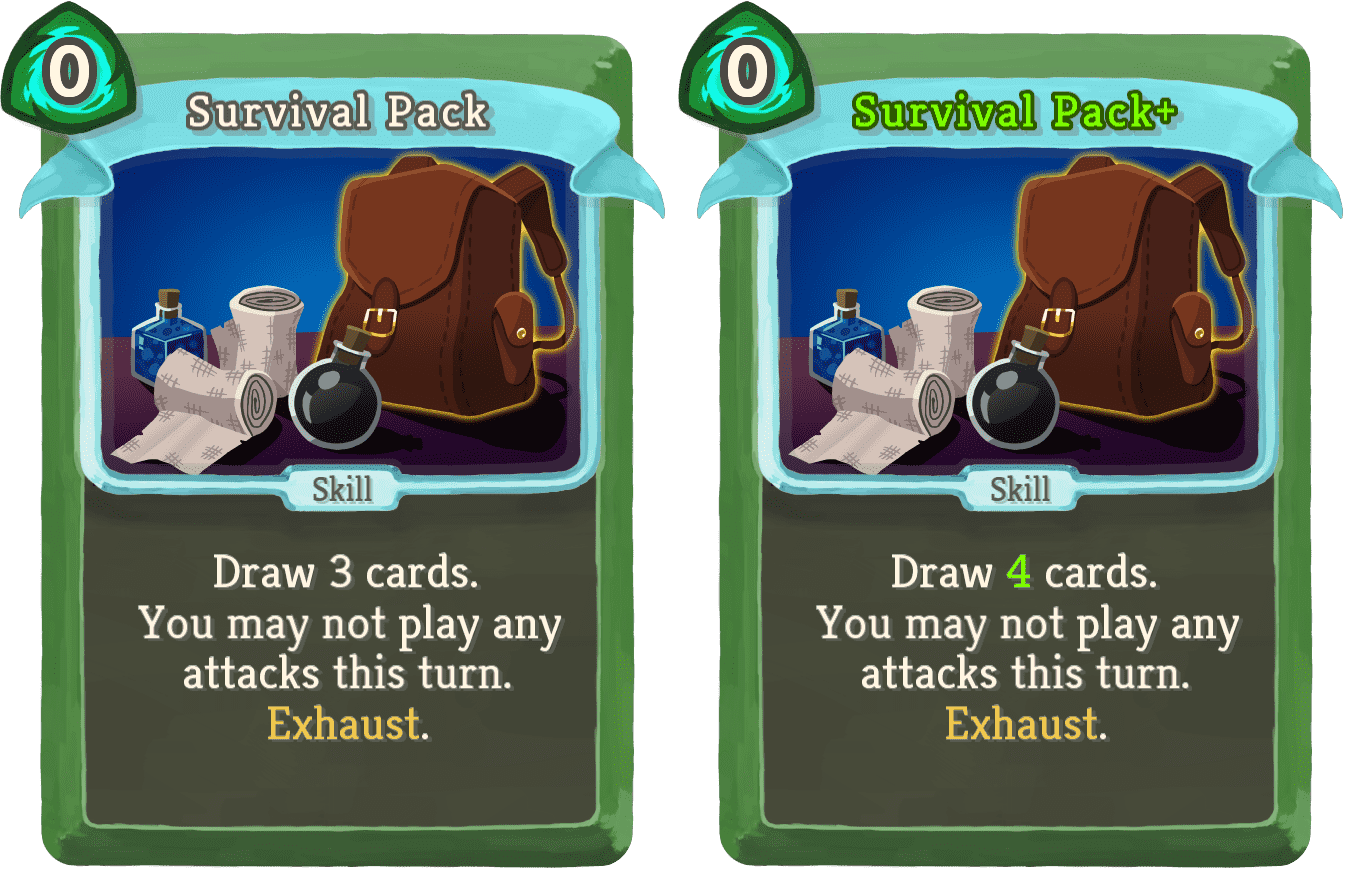 0
Survival Pack
Skill
Draw 3 cards.
You may not play any
attacks this turn.
Exhaust.
0
Survival Pack+
Skill
Draw 4 cards.
You may not play any
attacks this turn.
Exhaust.